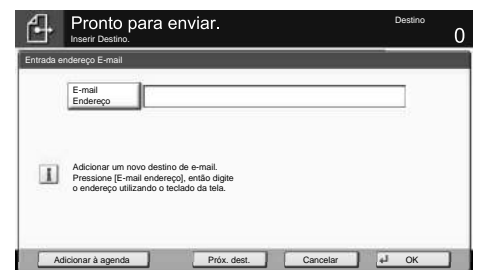 Pronto para enviar.
Destino
Inserir Destino.
0
Entrada endereço E-mail
E-mail
Endereço
Adicionar um novo destino de e-mail.
Pressione [E-mail endereço], então digite
o endereço utilizando o teclado da tela.
Adicionar à agenda
Próx. dest.
Cancelar
OK